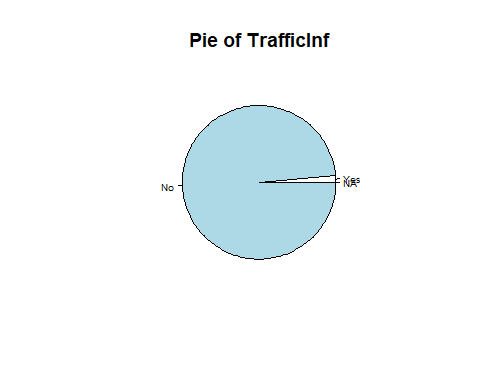 Pie of TrafficInf
Yes
NA
No